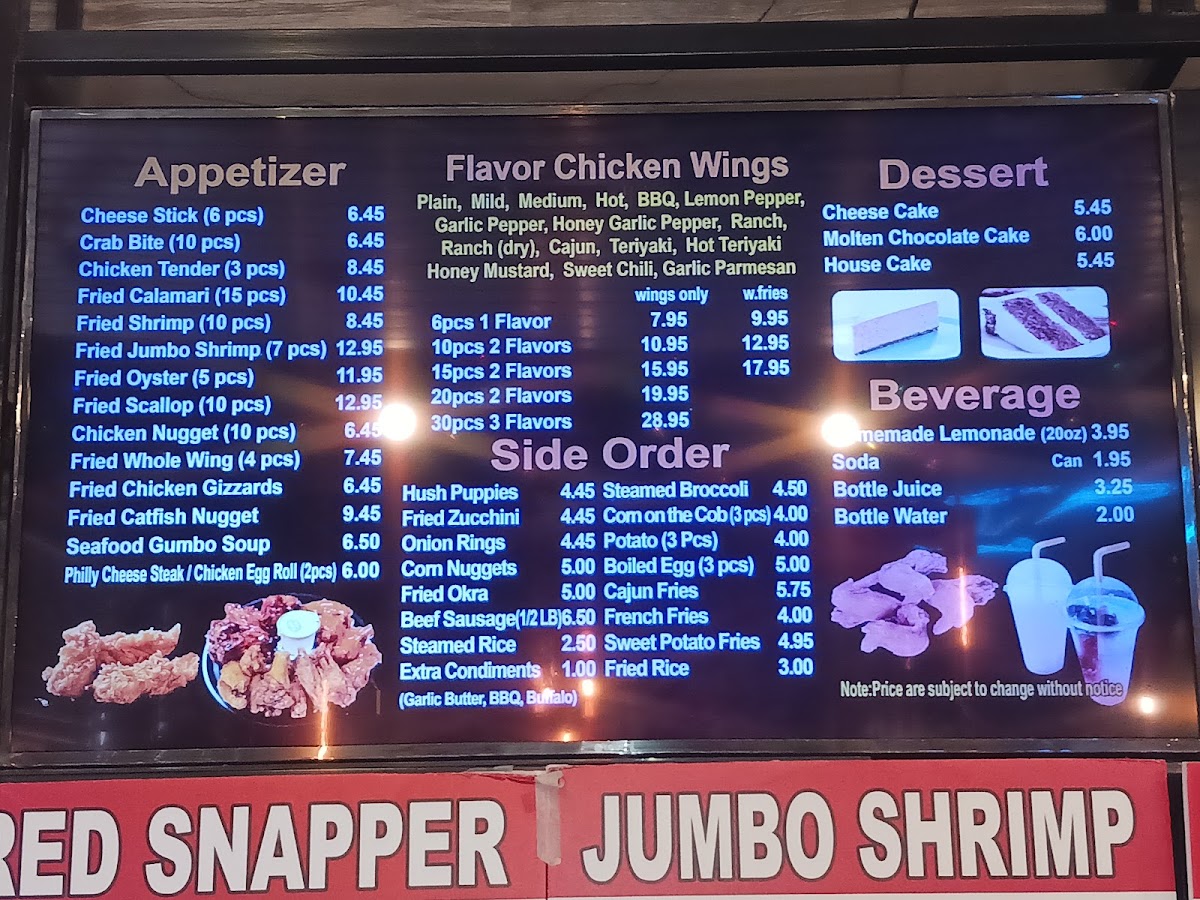 Appetizer
Cheese Stick (6 pcs) 6.45
Crab Bite (10 pcs) 6.45
Chicken Tender (3 pcs) 8.45
Fried Calamari (15 pcs) 10.45
Fried Shrimp (10 pcs) 8.45
Fried Jumbo Shrimp (7 pcs) 12.95
Fried Oyster (5 pcs) 11.95
Fried Scallop (10 pcs) 12.95
Chicken Nugget (10 pcs) 6.45
Fried Whole Wing (4 pcs) 7.45
Fried Chicken Gizzards 6.45
Fried Catfish Nugget 9.45
Seafood Gumbo Soup 6.50
Philly Cheese Steak / Chicken Egg Roll (2pcs) 6.00
Flavor Chicken Wings
Plain, Mild, Medium, Hot, BBQ, Lemon Pepper,
Garlic Pepper, Honey Garlic Pepper, Ranch,
Ranch (dry), Cajun, Teriyaki, Hot Teriyaki
Honey Mustard, Sweet Chili, Garlic Parmesan
wings only w.fries
6pcs 1 Flavor 7.95 9.95
10pcs 2 Flavors 10.95 12.95
15pcs 2 Flavors 15.95 17.95
20pcs 2 Flavors 19.95
30pcs 3 Flavors 28.95
Side Order
Hush Puppies 4.45
Fried Zucchini 4.45
Onion Rings 4.45
Corn Nuggets 5.00
Fried Okra 5.00
Beef Sausage(1/2 LB) 6.50
Steamed Rice 2.50
Extra Condiments 1.00
(Garlic Butter, BBQ, Buffalo)
Steamed Broccoli 4.50
Corn on the Cob (3 pcs) 4.00
Potato (3 Pcs) 4.00
Boiled Egg (3 pcs) 5.00
Cajun Fries 5.75
French Fries 4.00
Sweet Potato Fries 4.95
Fried Rice 3.00
Dessert
Cheese Cake 5.45
Molten Chocolate Cake 6.00
House Cake 5.45
Beverage
Homemade Lemonade (20oz) 3.95
Soda Can 1.95
Bottle Juice 3.25
Bottle Water 2.00
Note:Price are subject to change without notice
RED SNAPPER
JUMBO SHRIMP